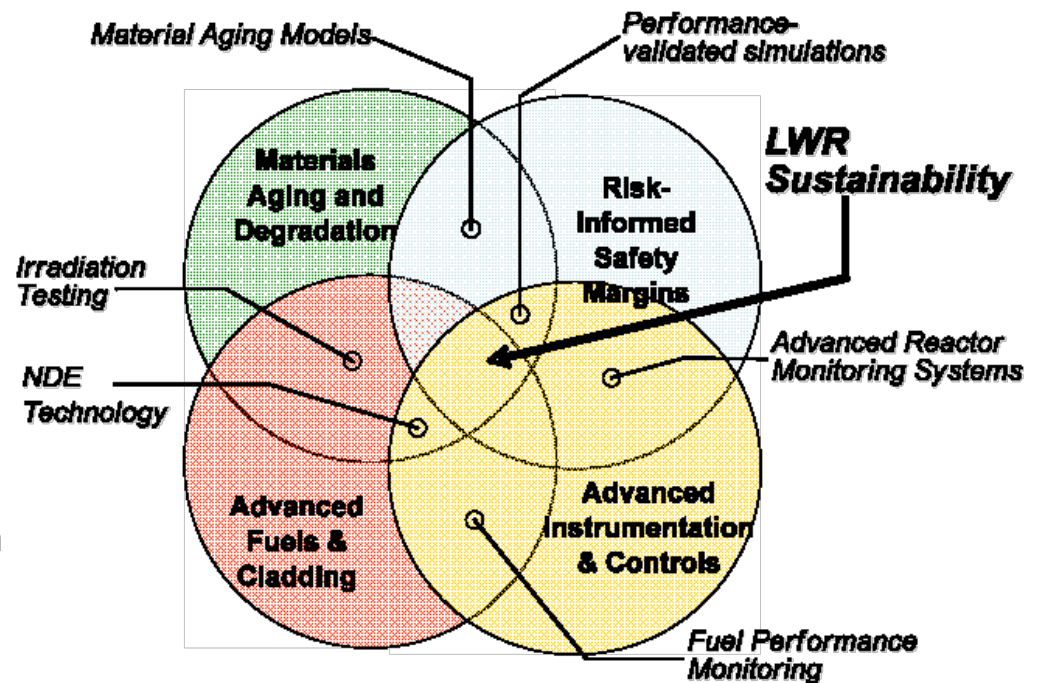 Material Aging Models
Performance-
validated simulations
LWR
Sustainability
Materials
Aging and
Degradation
Risk-
Informed
Safety
Margins
Irradiation
Testing
NDE
Technology
Advanced Reactor
Monitoring Systems
Advanced
Fuels &
Cladding
Advanced
Instrumentation
& Controls
Fuel Performance
Monitoring